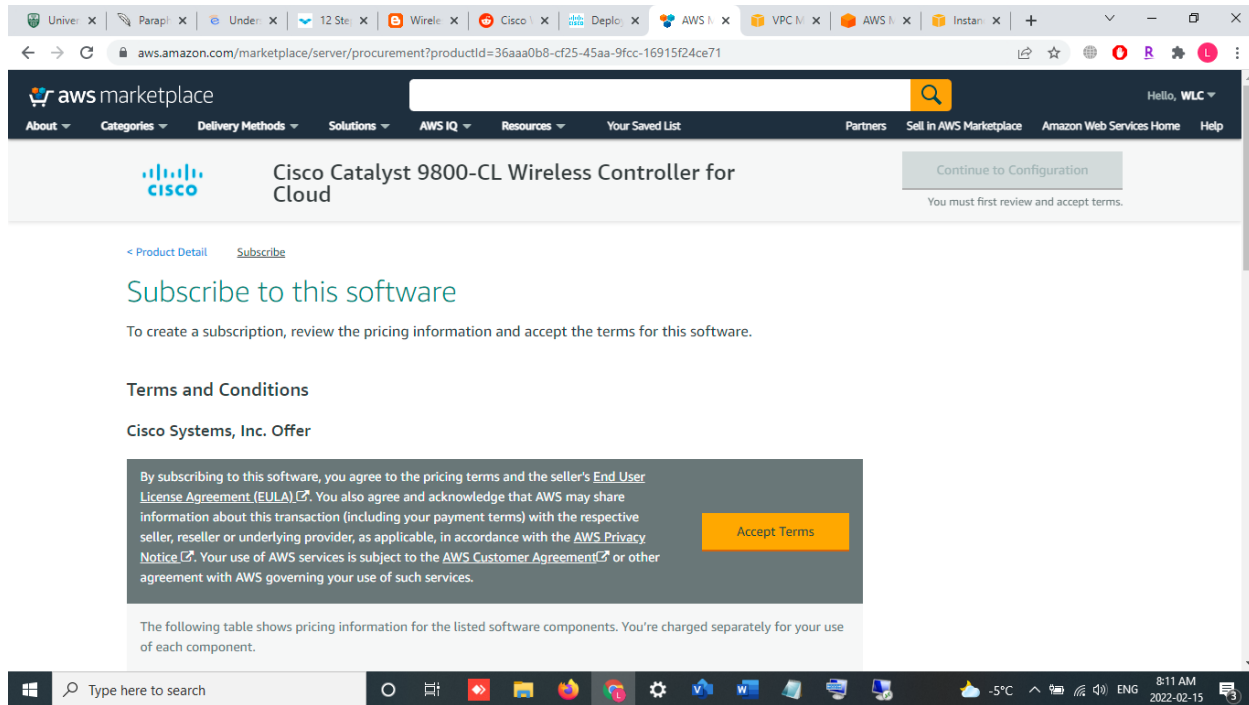 Univer
Paraph
Under
12 Ste
Wirele
Cisco
Deplo
AWS
VPC M
AWS
Instan
aws.amazon.com/marketplace/server/procurement?productId=36aaa0b8-cf25-45aa-9fcc-16915f24ce71
aws marketplace
Hello, WLC
About Categories Delivery Methods Solutions AWS IQ Resources Your Saved List Partners Sell in AWS Marketplace Amazon Web Services Home Help
CISCO
Cisco Catalyst 9800-CL Wireless Controller for
Cloud
Continue to Configuration
You must first review and accept terms.
< Product Detail Subscribe
Subscribe to this software
To create a subscription, review the pricing information and accept the terms for this software.
Terms and Conditions
Cisco Systems, Inc. Offer
By subscribing to this software, you agree to the pricing terms and the seller's End User
License Agreement (EULA). You also agree and acknowledge that AWS may share
information about this transaction (including your payment terms) with the respective
seller, reseller or underlying provider, as applicable, in accordance with the AWS Privacy
Notice. Your use of AWS services is subject to the AWS Customer Agreement or other
agreement with AWS governing your use of such services.
Accept Terms
The following table shows pricing information for the listed software components. You're charged separately for your use
of each component.
Type here to search
-5°C
ENG
8:11 AM
2022-02-15
3